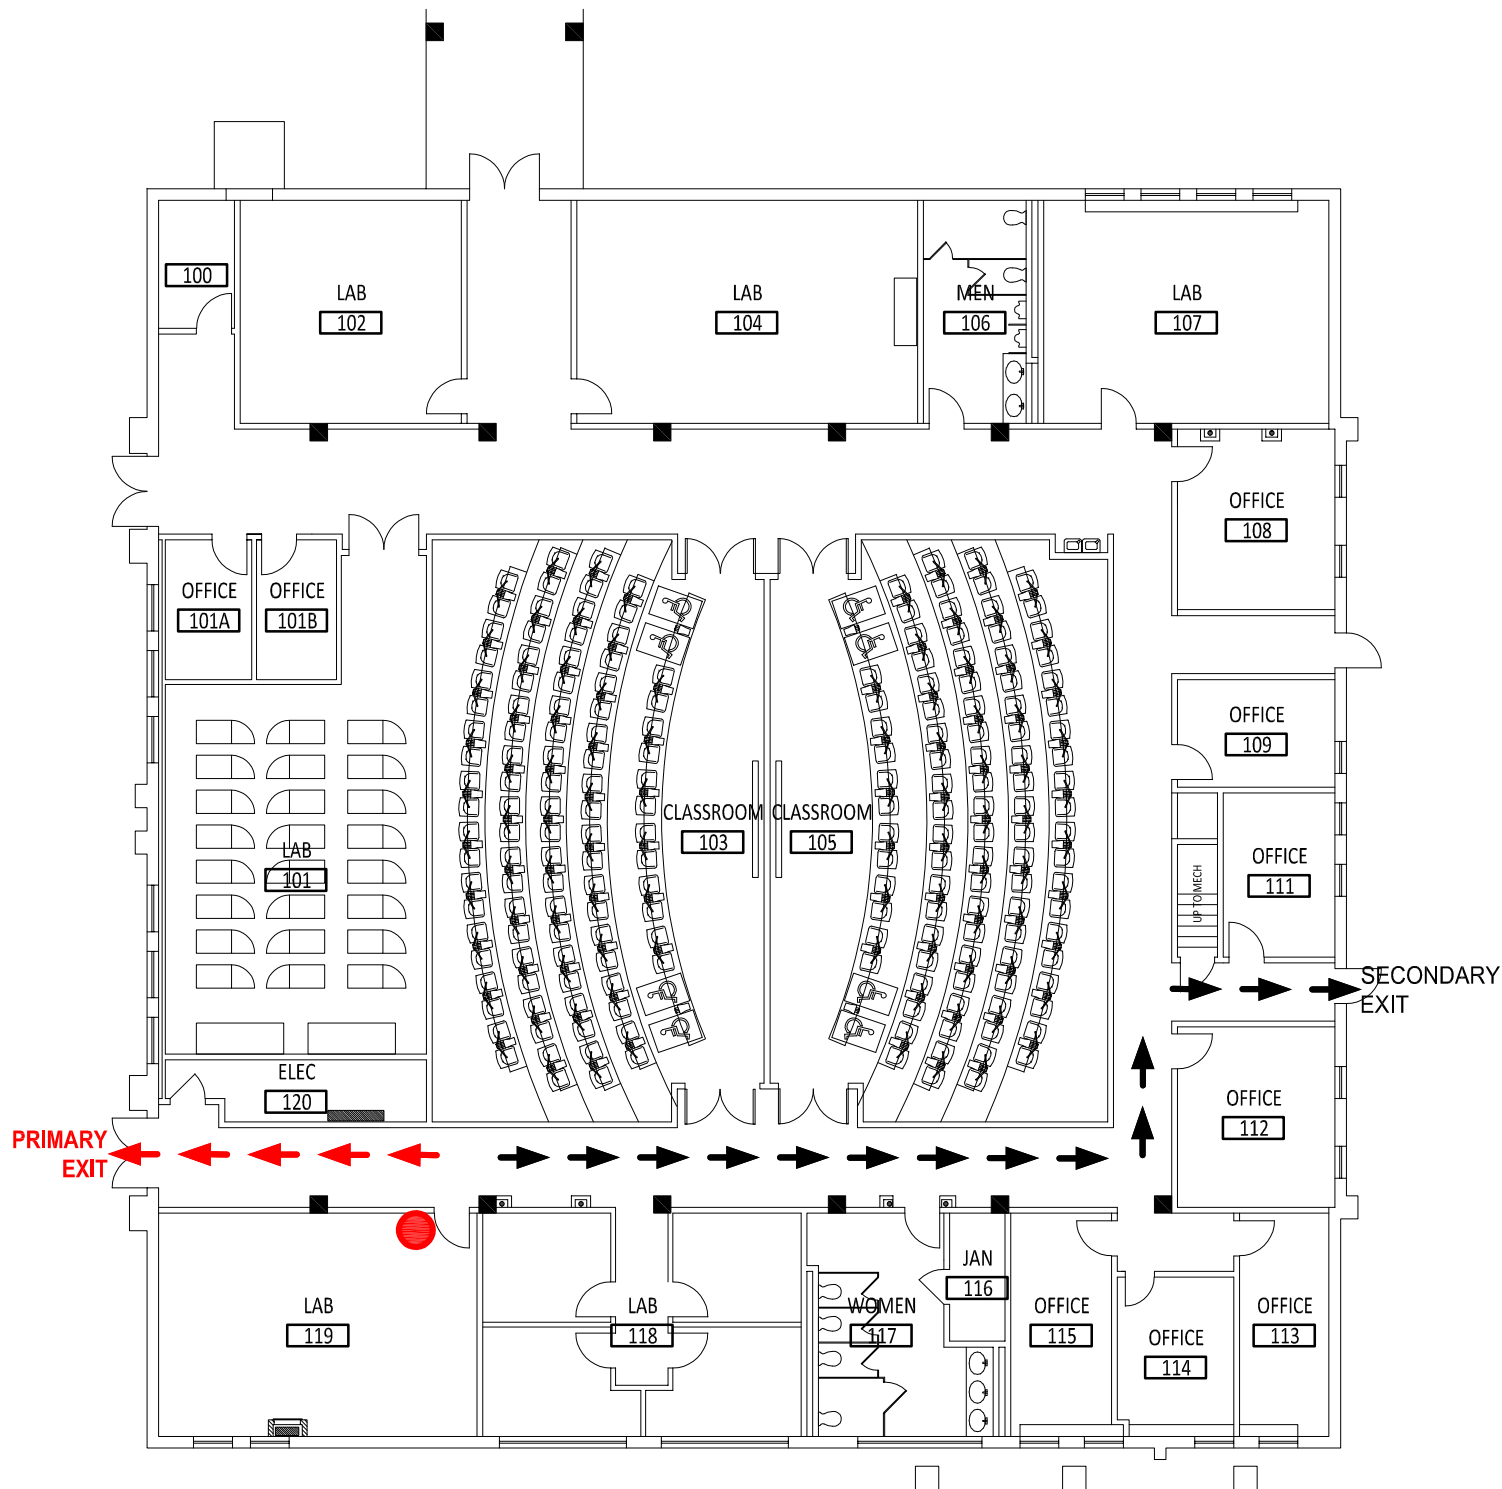 100
LAB
102
LAB
104
MEN
106
LAB
107
OFFICE
108
OFFICE
101A
OFFICE
101B
OFFICE
109
CLASSROOM
103
CLASSROOM
105
LAB
101
OFFICE
111
UP TO MECH
SECONDARY
EXIT
ELEC
120
OFFICE
112
PRIMARY
EXIT
JAN
116
LAB
119
LAB
118
WOMEN
117
OFFICE
115
OFFICE
114
OFFICE
113